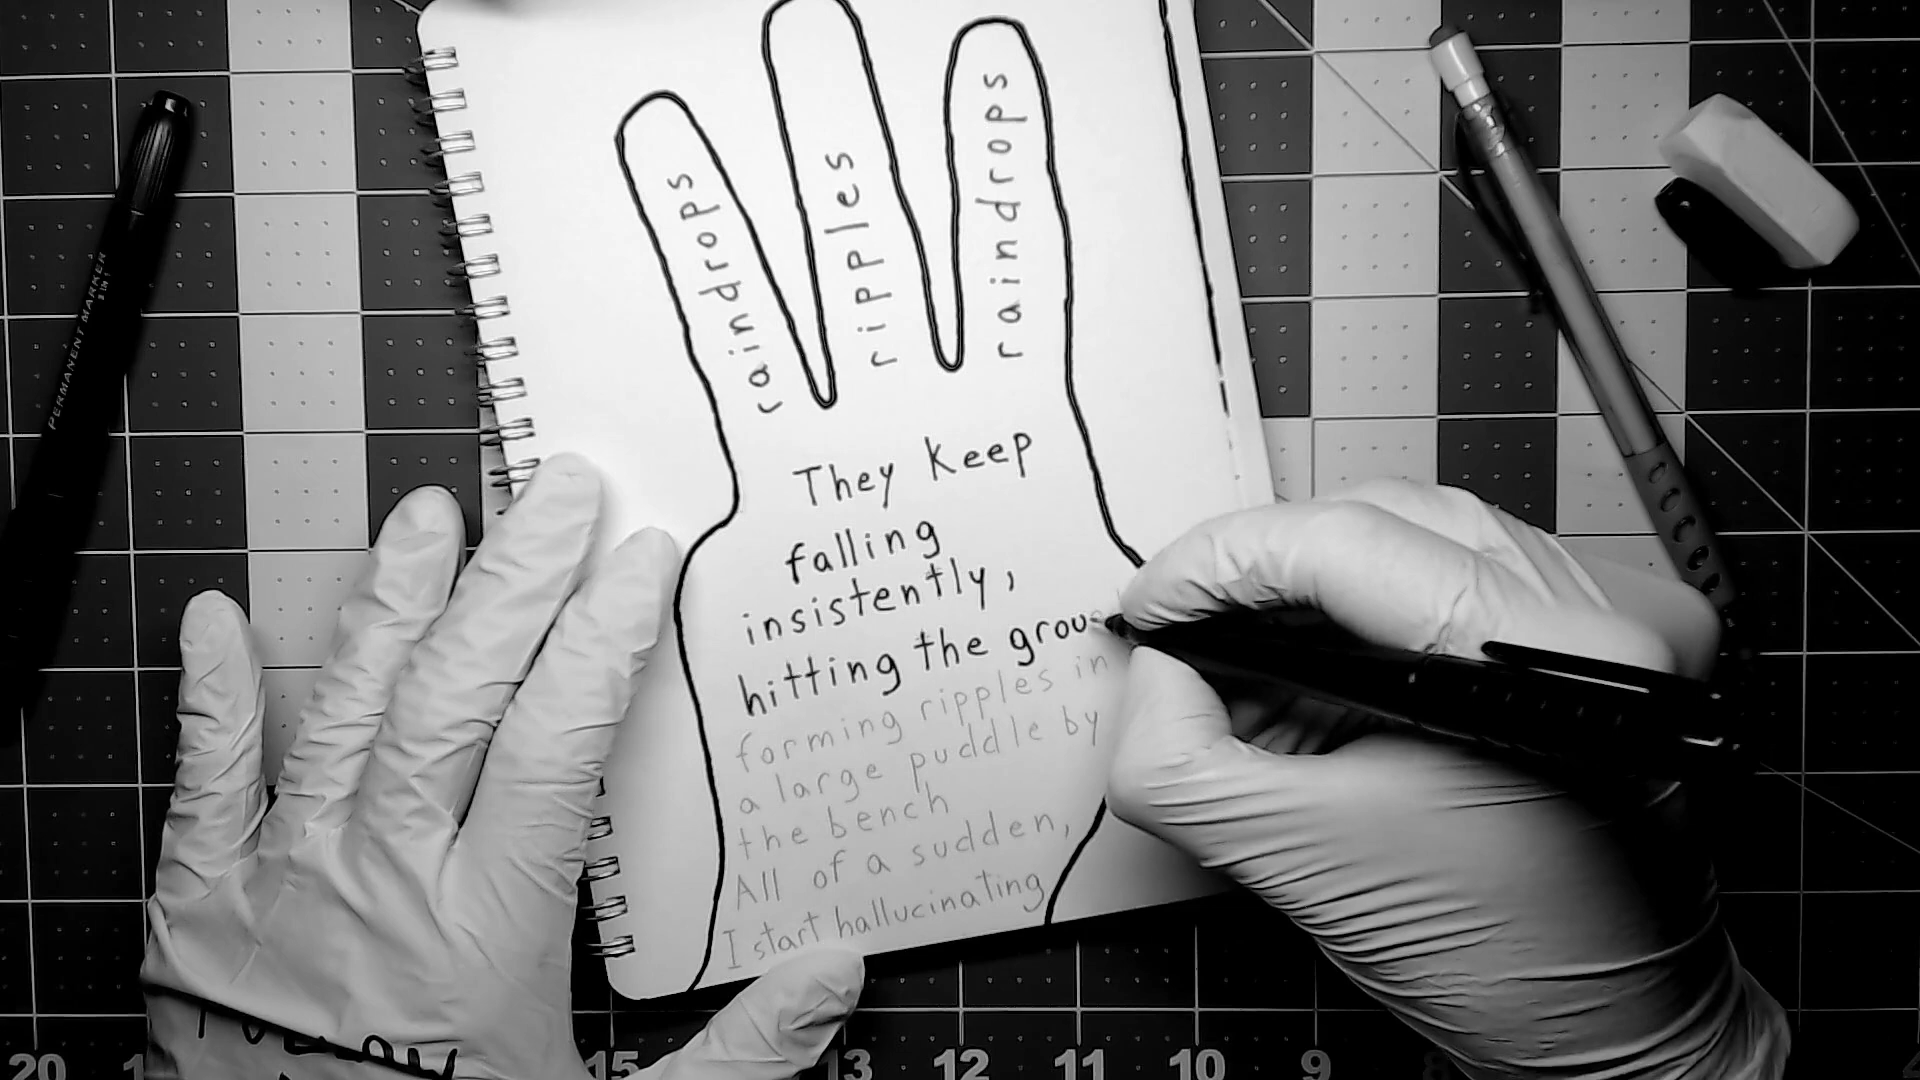 raindrops
ripples
raindrops
They keep
falling
insistently,
hitting the grou
forming ripples in
a large puddle by
the bench
All of a sudden,
I start hallucinating
PERMANENT MARKER
20 15 13 12 11 10 9 8